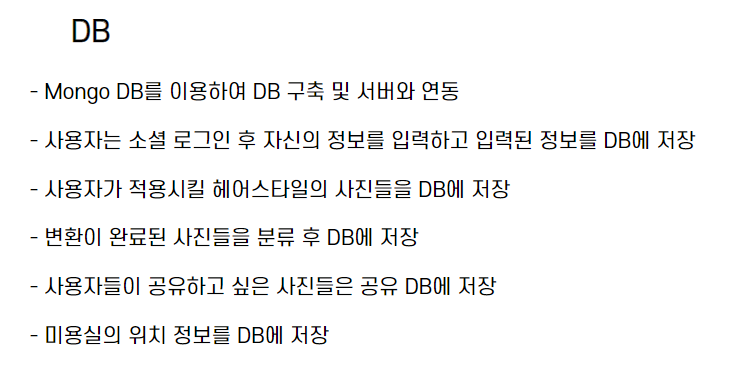 DB
- Mongo DB를 이용하여 DB 구축 및 서버와 연동
- 사용자는 소셜 로그인 후 자신의 정보를 입력하고 입력된 정보를 DB에 저장
- 사용자가 적용시킬 헤어스타일의 사진들을 DB에 저장
- 변환이 완료된 사진들을 분류 후 DB에 저장
- 사용자들이 공유하고 싶은 사진들은 공유 DB에 저장
- 미용실의 위치 정보를 DB에 저장